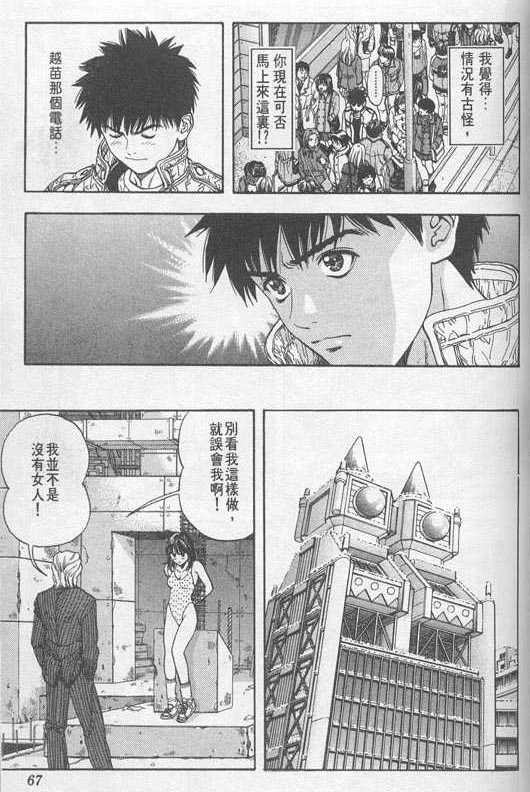 我覺得…
情況有古怪，
………
你現在可否
馬上來這裏!?
越苗那個電話…
別看我這樣做，
就誤會我啊！
我並不是
沒有女人！
67